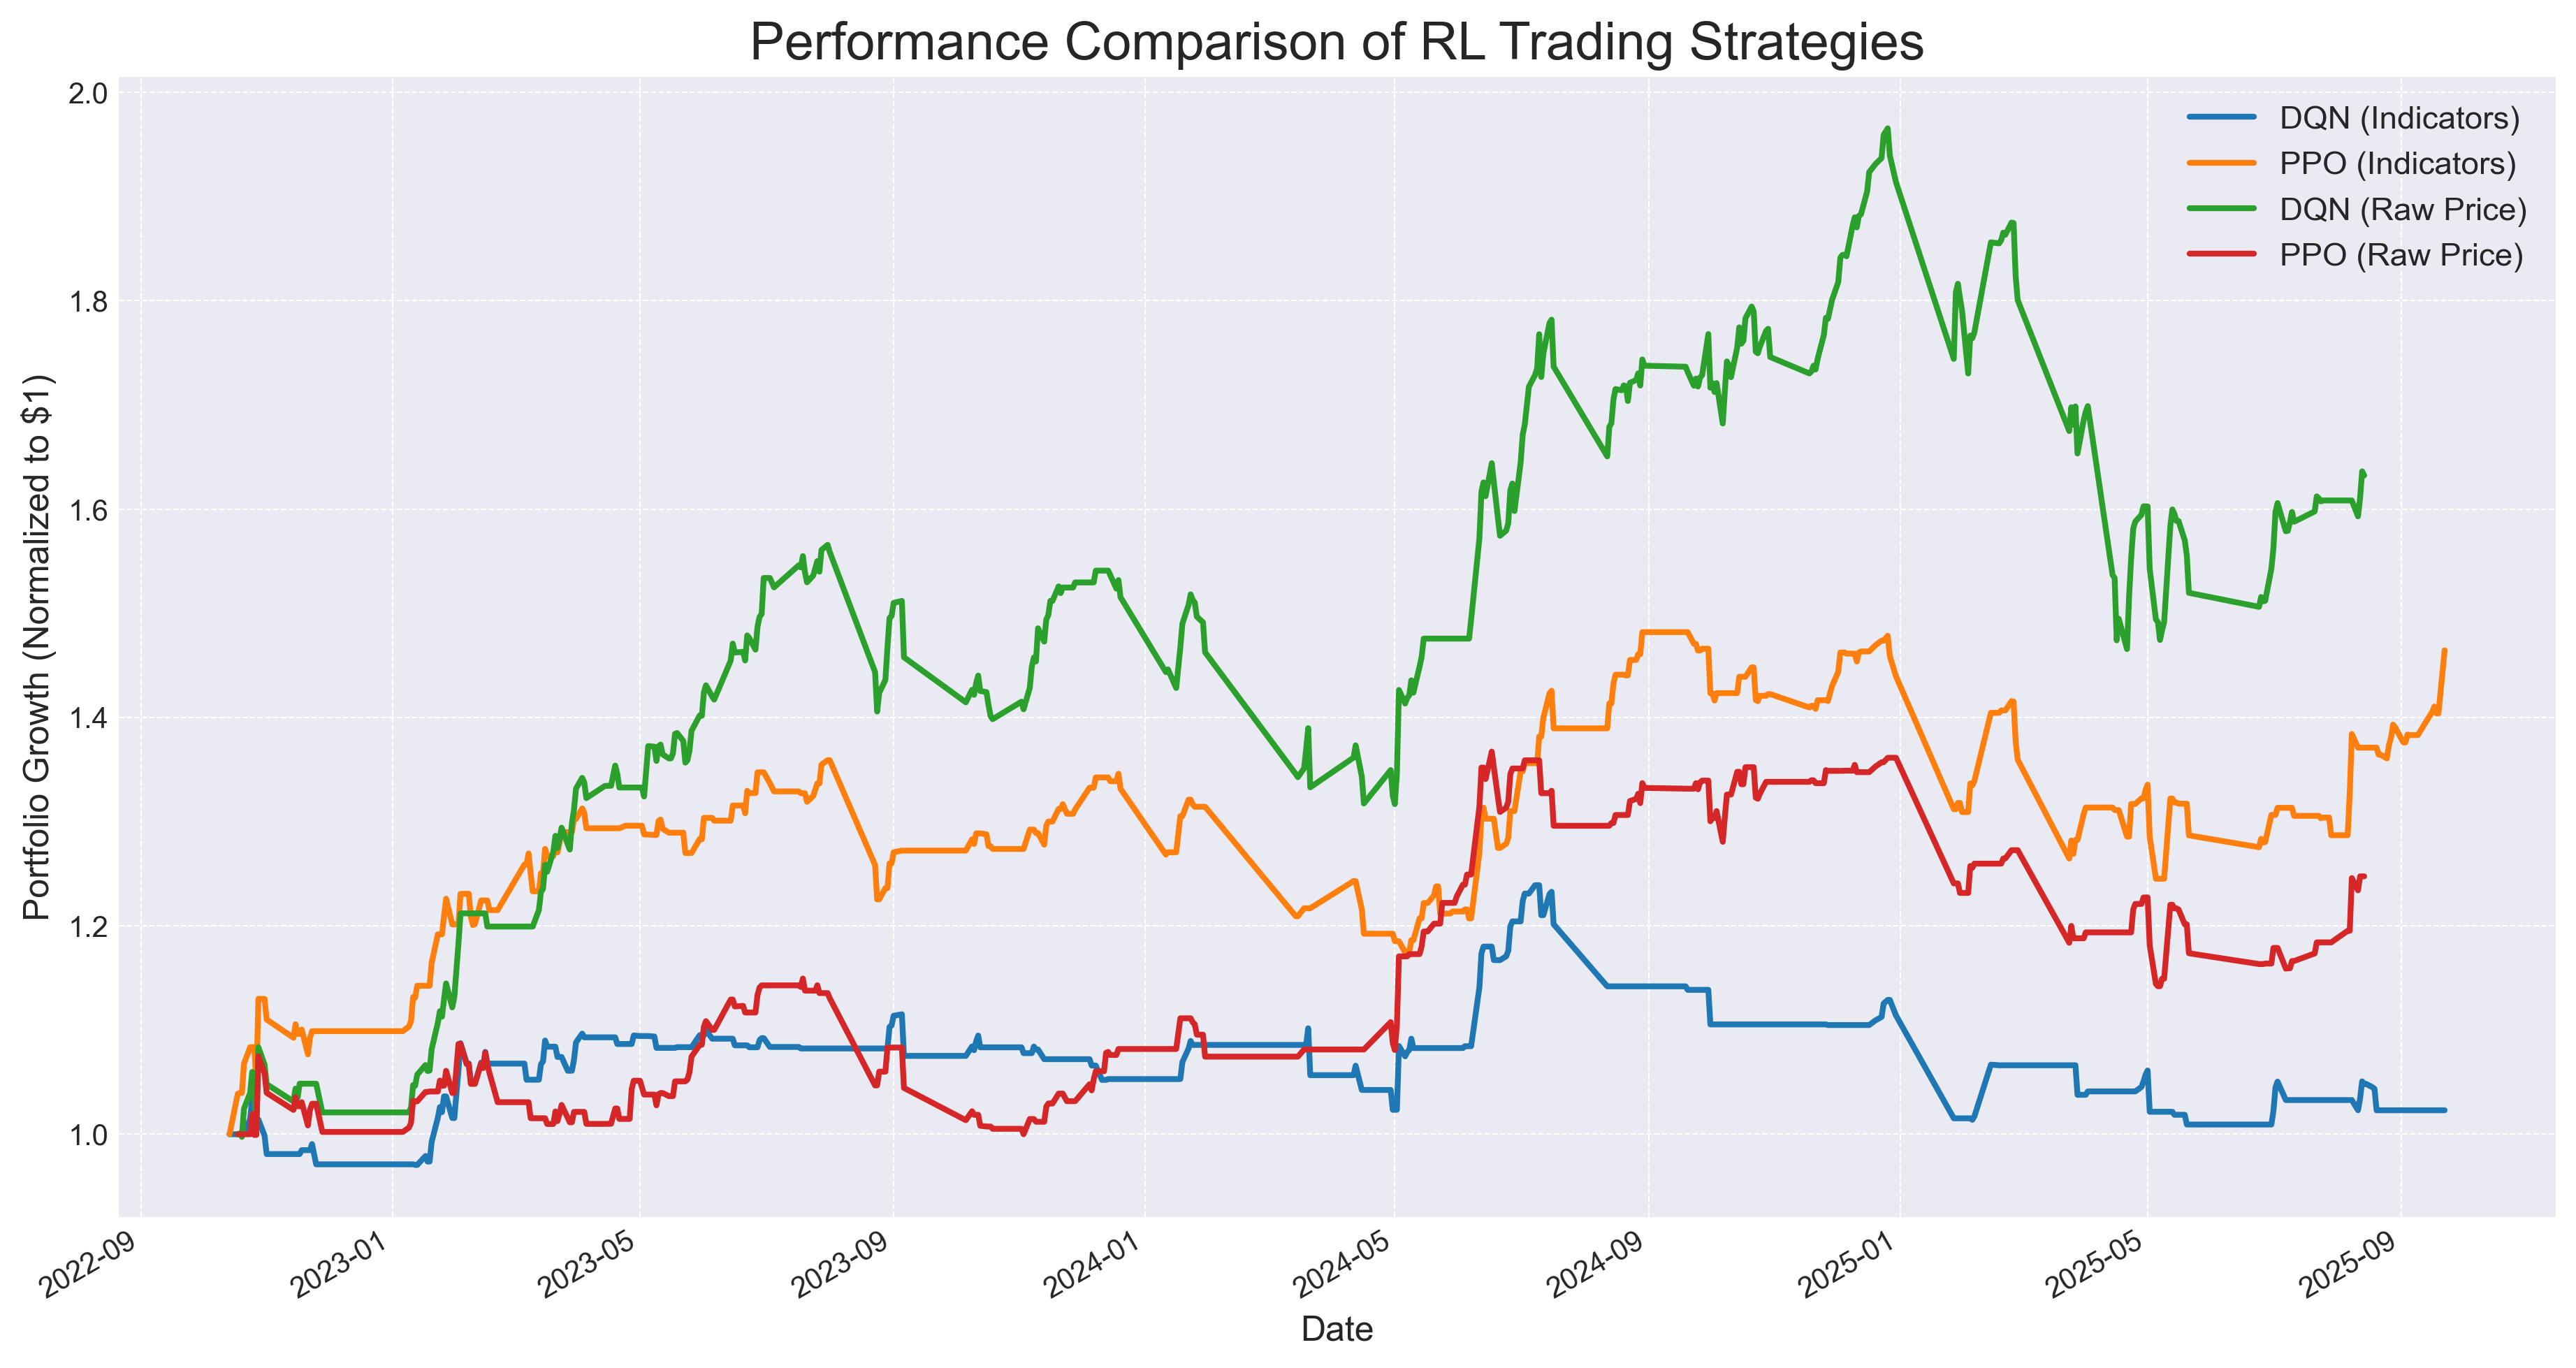 Performance Comparison of RL Trading Strategies
DQN (Indicators)
PPO (Indicators)
DQN (Raw Price)
PPO (Raw Price)
Portfolio Growth (Normalized to $1)
2.0
1.8
1.6
1.4
1.2
1.0
2022-09
2023-01
2023-05
2023-09
2024-01
2024-05
2024-09
2025-01
2025-05
2025-09
Date